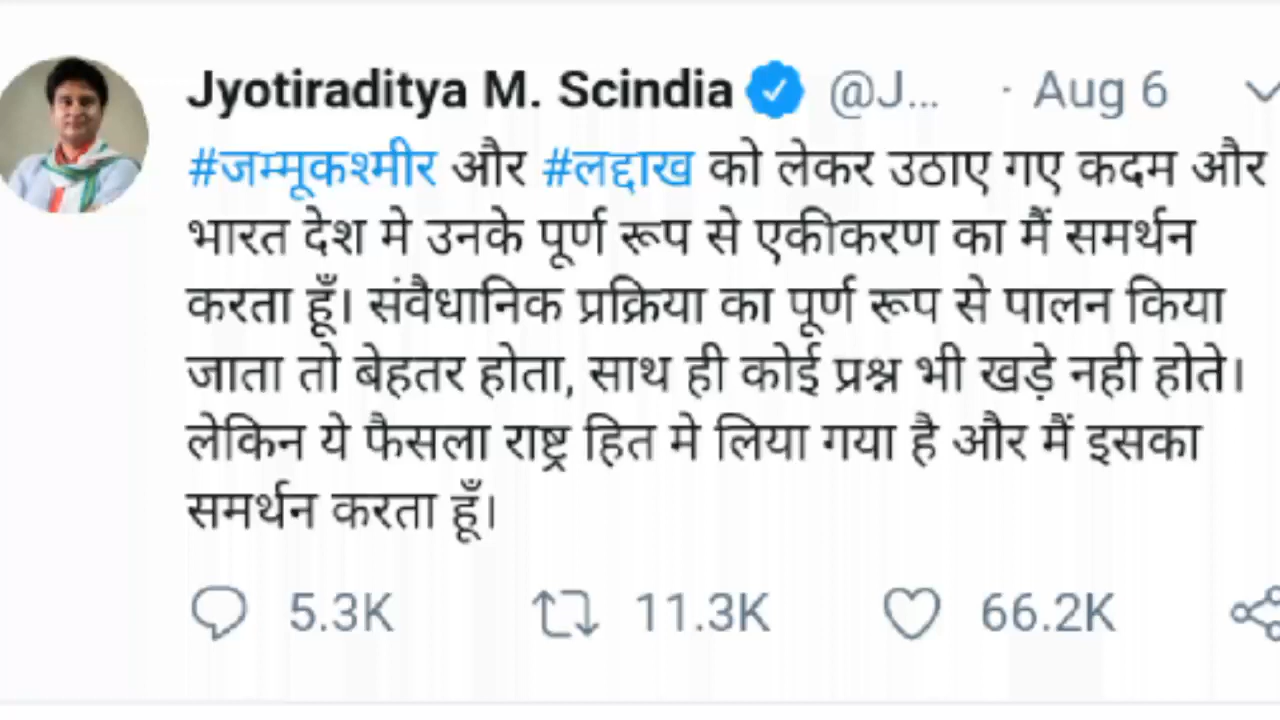 Jyotiraditya M. Scindia @J... · Aug 6
#जम्मूकश्मीर और #लद्दाख को लेकर उठाए गए कदम और
भारत देश मे उनके पूर्ण रूप से एकीकरण का मैं समर्थन
करता हूँ। संवैधानिक प्रक्रिया का पूर्ण रूप से पालन किया
जाता तो बेहतर होता, साथ ही कोई प्रश्न भी खड़े नही होते।
लेकिन ये फैसला राष्ट्र हित मे लिया गया है और मैं इसका
समर्थन करता हूँ।
5.3K 11.3K 66.2K